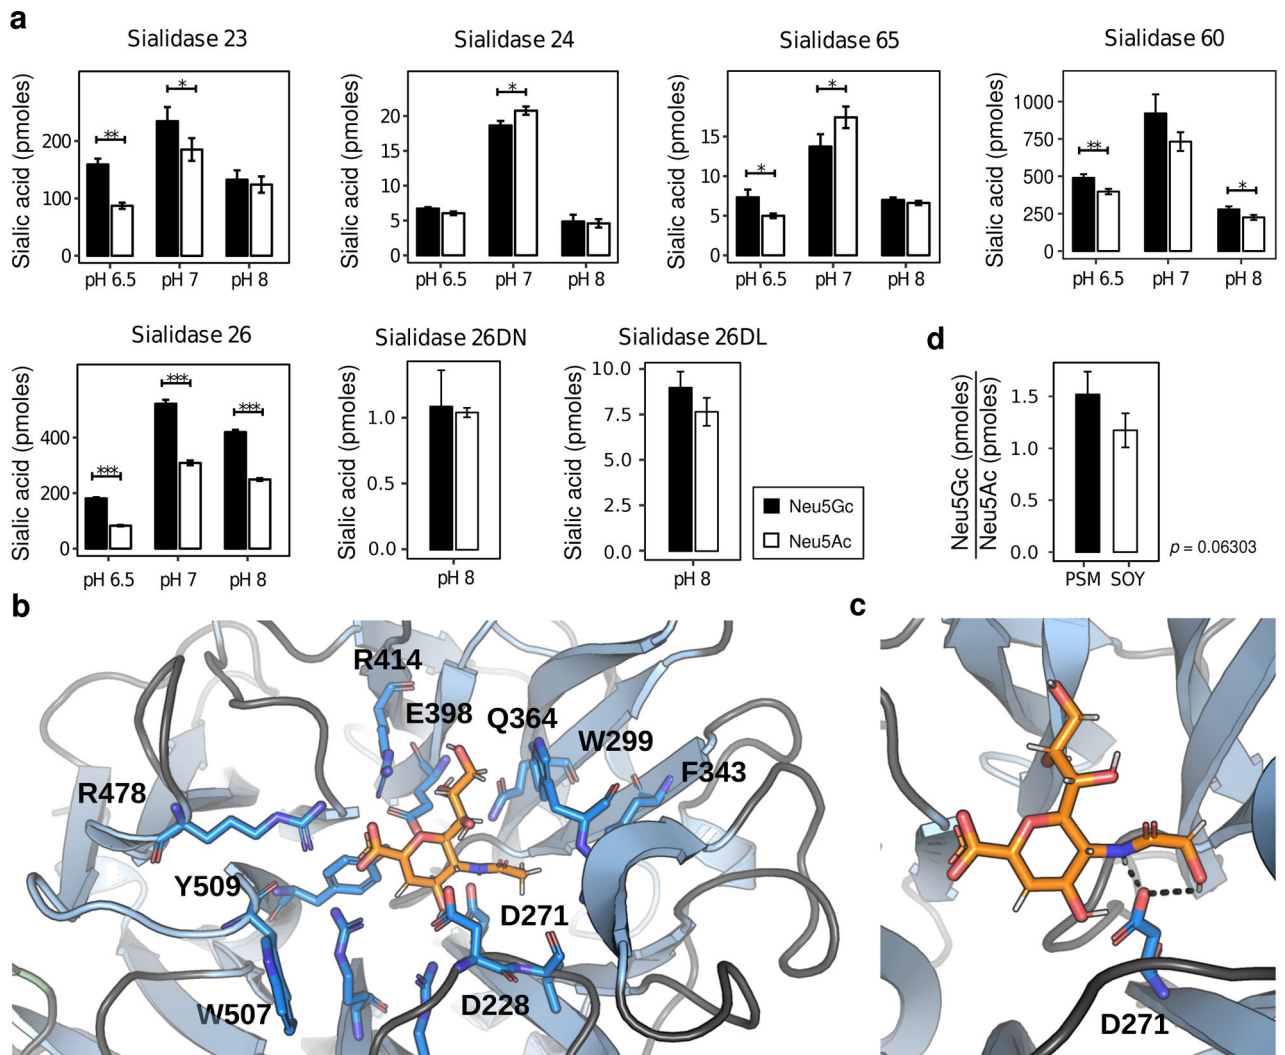 a
Sialidase 23
Sialidase 24
Sialidase 65
Sialidase 60
Sialic acid (pmoles)
200
100
0
**
*
pH 6.5 pH 7 pH 8
Sialic acid (pmoles)
20
15
10
5
0
*
pH 6.5 pH 7 pH 8
Sialic acid (pmoles)
15
10
5
0
*
*
pH 6.5 pH 7 pH 8
Sialic acid (pmoles)
1000
750
500
250
0
**
*
pH 6.5 pH 7 pH 8
Sialidase 26
Sialidase 26DN
Sialidase 26DL
Sialic acid (pmoles)
400
200
0
***
***
***
pH 6.5 pH 7 pH 8
Sialic acid (pmoles)
1.0
0.5
0.0
pH 8
Sialic acid (pmoles)
10.0
7.5
5.0
2.5
0.0
pH 8
Neu5Gc
Neu5Ac
d
Neu5Gc (pmoles)
Neu5Ac (pmoles)
1.5
1.0
0.5
0.0
PSM SOY
p = 0.06303
b
R414
E398
Q364
W299
F343
R478
Y509
D271
W507
D228
c
D271